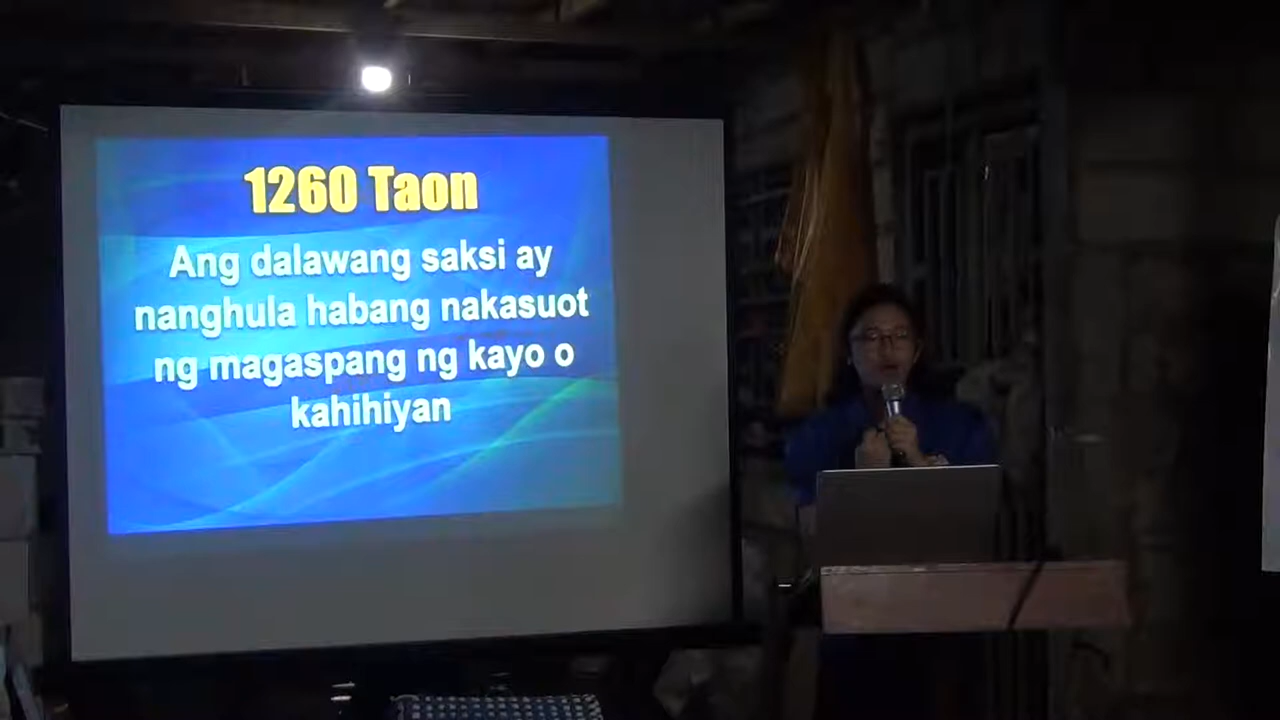 1260 Taon
Ang dalawang saksi ay
nanghula habang nakasuot
ng magaspang ng kayo o
kahihiyan